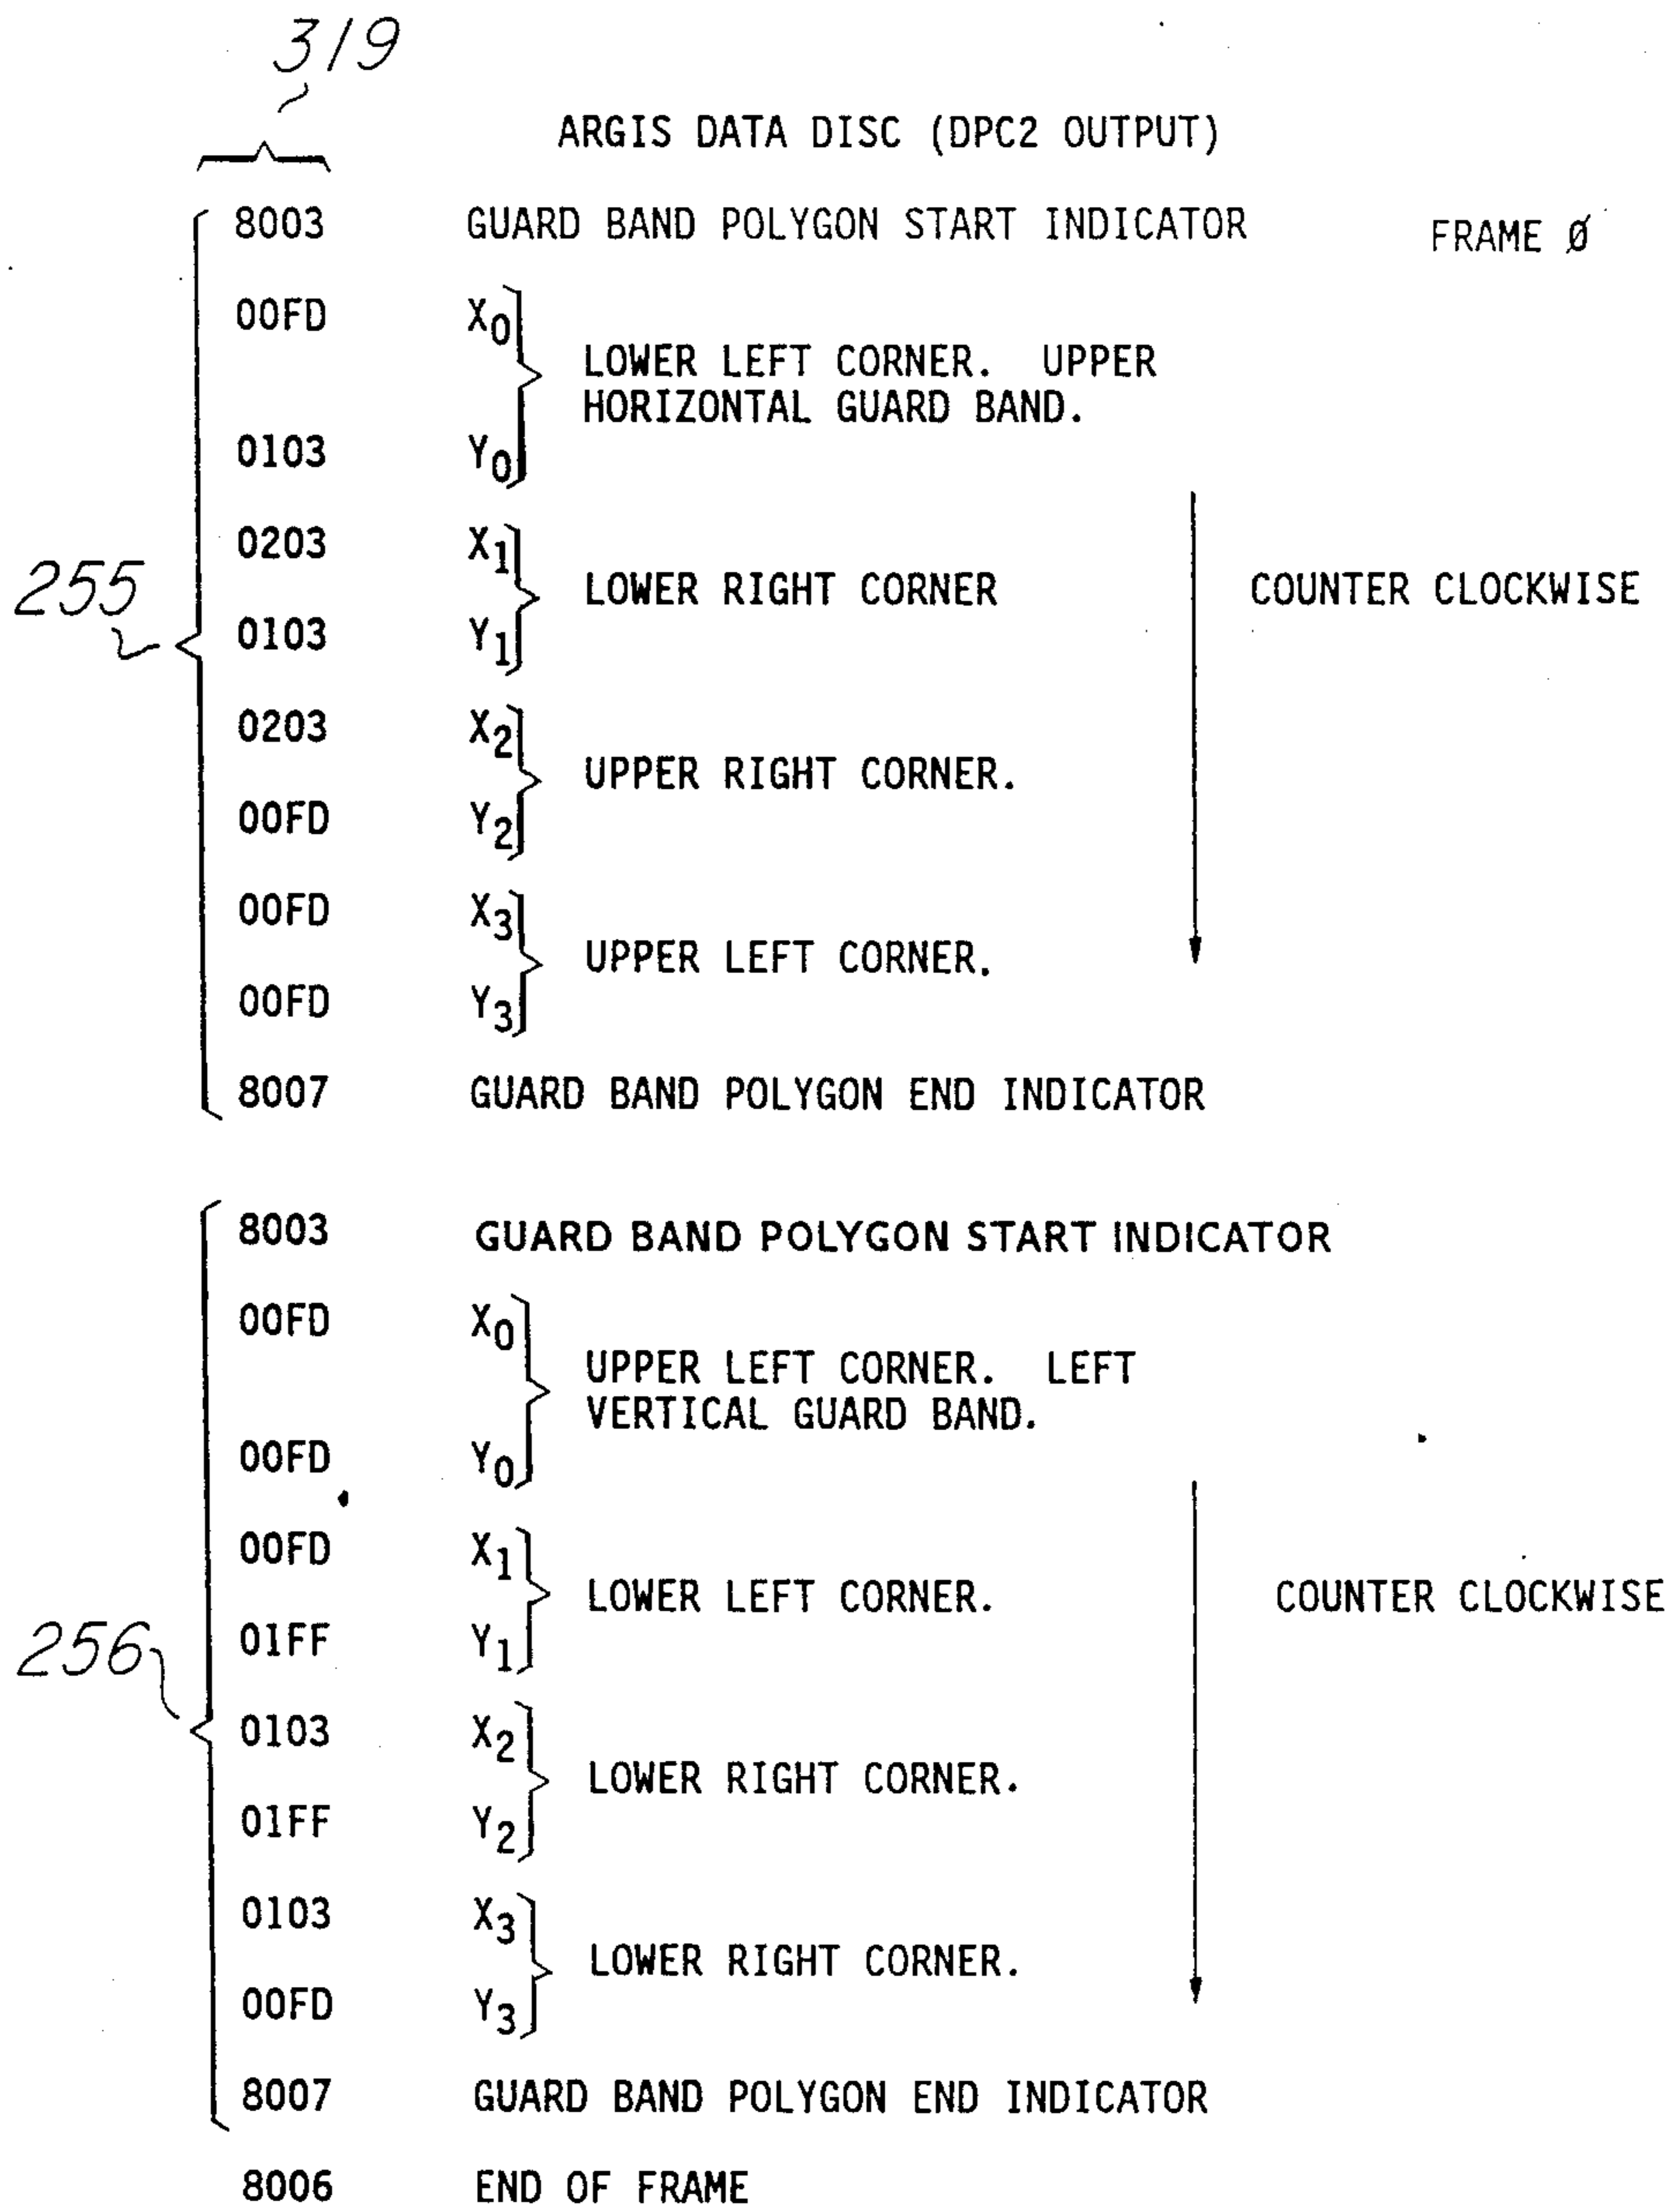 319
ARGIS DATA DISC (DPC2 OUTPUT)
8003 GUARD BAND POLYGON START INDICATOR FRAME Ø
00FD X0
LOWER LEFT CORNER. UPPER
HORIZONTAL GUARD BAND.
0103 Y0
0203 X1
255 LOWER RIGHT CORNER COUNTER CLOCKWISE
0103 Y1
0203 X2
UPPER RIGHT CORNER.
00FD Y2
00FD X3
UPPER LEFT CORNER.
00FD Y3
8007 GUARD BAND POLYGON END INDICATOR
8003 GUARD BAND POLYGON START INDICATOR
00FD X0
UPPER LEFT CORNER. LEFT
VERTICAL GUARD BAND.
00FD Y0
00FD X1
LOWER LEFT CORNER. COUNTER CLOCKWISE
256 01FF Y1
0103 X2
LOWER RIGHT CORNER.
01FF Y2
0103 X3
LOWER RIGHT CORNER.
00FD Y3
8007 GUARD BAND POLYGON END INDICATOR
8006 END OF FRAME